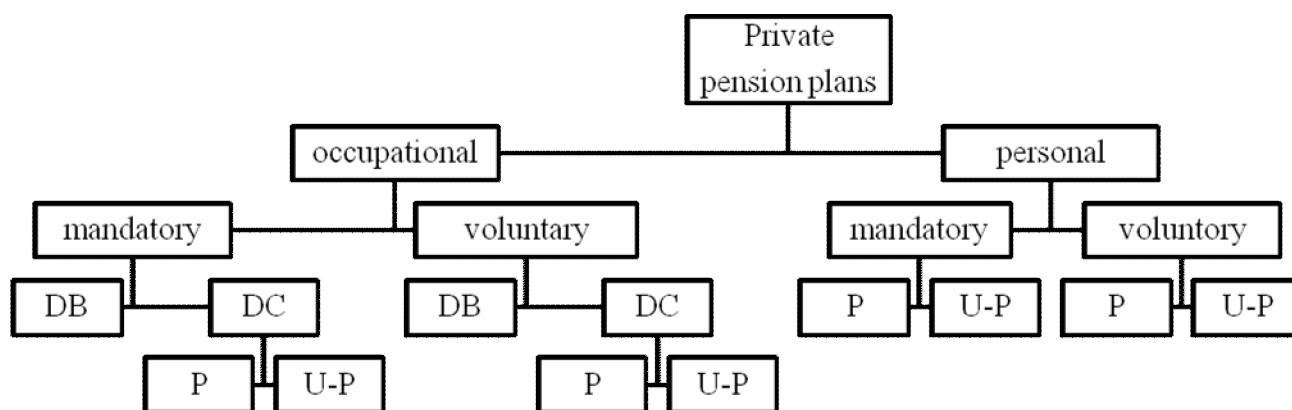 Private
pension plans
occupational
personal
mandatory
voluntary
mandatory
voluntory
DB
DC
DB
DC
P
U-P
P
U-P
P
U-P
P
U-P